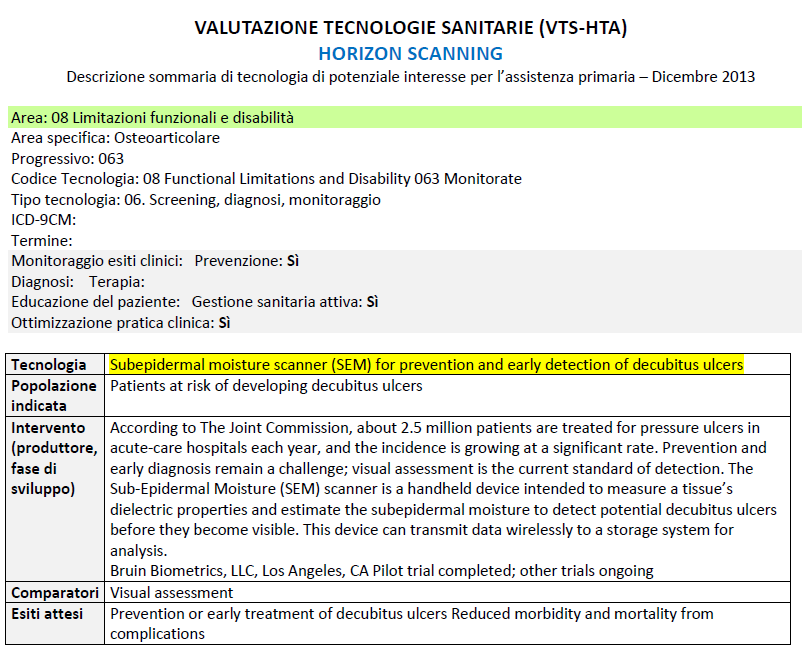 VALUTAZIONE TECNOLOGIE SANITARIE (VTS-HTA)
HORIZON SCANNING
Descrizione sommaria di tecnologia di potenziale interesse per l’assistenza primaria – Dicembre 2013
Area: 08 Limitazioni funzionali e disabilità
Area specifica: Osteoarticolare
Progressivo: 063
Codice Tecnologia: 08 Functional Limitations and Disability 063 Monitorate
Tipo tecnologia: 06. Screening, diagnosi, monitoraggio
ICD-9CM:
Termine:
Monitoraggio esiti clinici: Prevenzione: Sì
Diagnosi: Terapia:
Educazione del paziente: Gestione sanitaria attiva: Sì
Ottimizzazione pratica clinica: Sì
Tecnologia
Subepidermal moisture scanner (SEM) for prevention and early detection of decubitus ulcers
Popolazione
indicata
Patients at risk of developing decubitus ulcers
Intervento
(produttore,
fase di
sviluppo)
According to The Joint Commission, about 2.5 million patients are treated for pressure ulcers in
acute-care hospitals each year, and the incidence is growing at a significant rate. Prevention and
early diagnosis remain a challenge; visual assessment is the current standard of detection. The
Sub-Epidermal Moisture (SEM) scanner is a handheld device intended to measure a tissue’s
dielectric properties and estimate the subepidermal moisture to detect potential decubitus ulcers
before they become visible. This device can transmit data wirelessly to a storage system for
analysis.
Bruin Biometrics, LLC, Los Angeles, CA Pilot trial completed; other trials ongoing
Comparatori
Visual assessment
Esiti attesi
Prevention or early treatment of decubitus ulcers Reduced morbidity and mortality from
complications